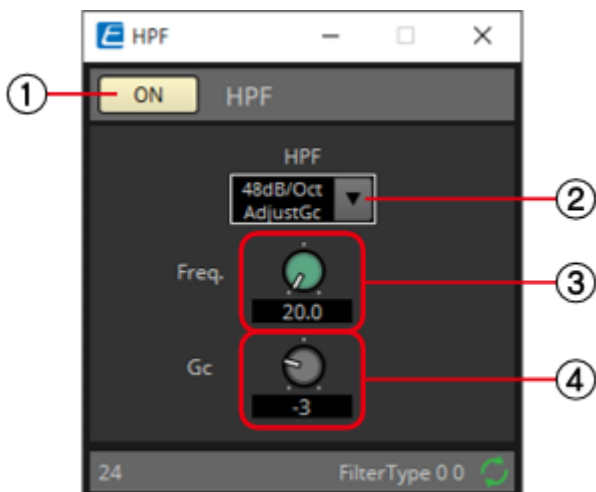 HPF
① ON HPF
HPF
48dB/Oct
AdjustGc
②
Freq.
③
20.0
Gc
④
-3
24 FilterType 0 0